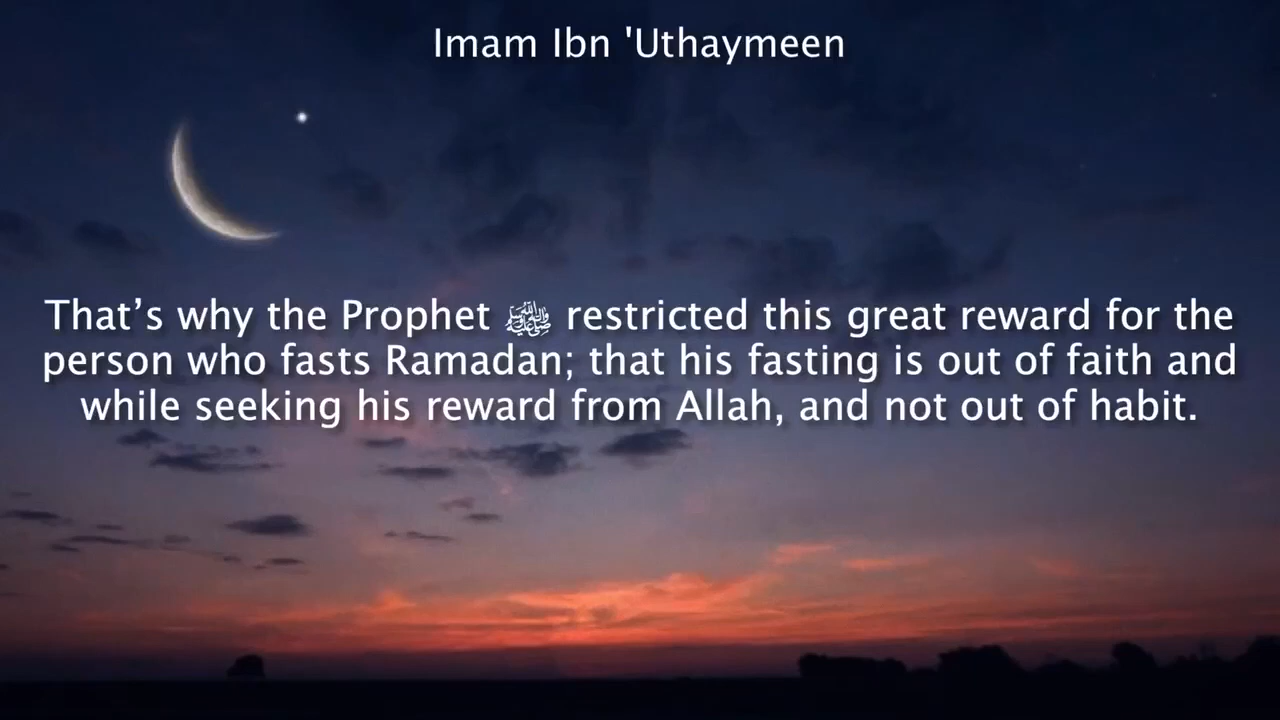 Imam Ibn 'Uthaymeen
That’s why the Prophet ﷺ restricted this great reward for the
person who fasts Ramadan; that his fasting is out of faith and
while seeking his reward from Allah, and not out of habit.